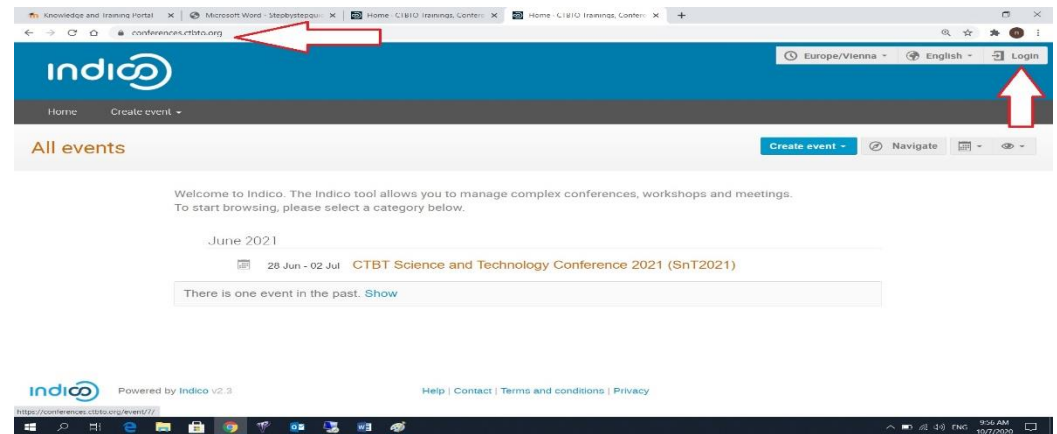 Knowledge and Training Portal
Microsoft Word - Stepbystepgui
Home · CTBTO Trainings, Confere
Home · CTBTO Trainings, Confere
conferences.ctbto.org
indico
Europe/Vienna
English
Login
Home Create event
All events
Create event
Navigate
Welcome to Indico. The Indico tool allows you to manage complex conferences, workshops and meetings.
To start browsing, please select a category below.
June 2021
28 Jun - 02 Jul CTBT Science and Technology Conference 2021 (SnT2021)
There is one event in the past. Show
indico Powered by Indico v2.3 Help | Contact | Terms and conditions | Privacy
https://conferences.ctbto.org/event/7/
ENG
9:56 AM
10/7/2020